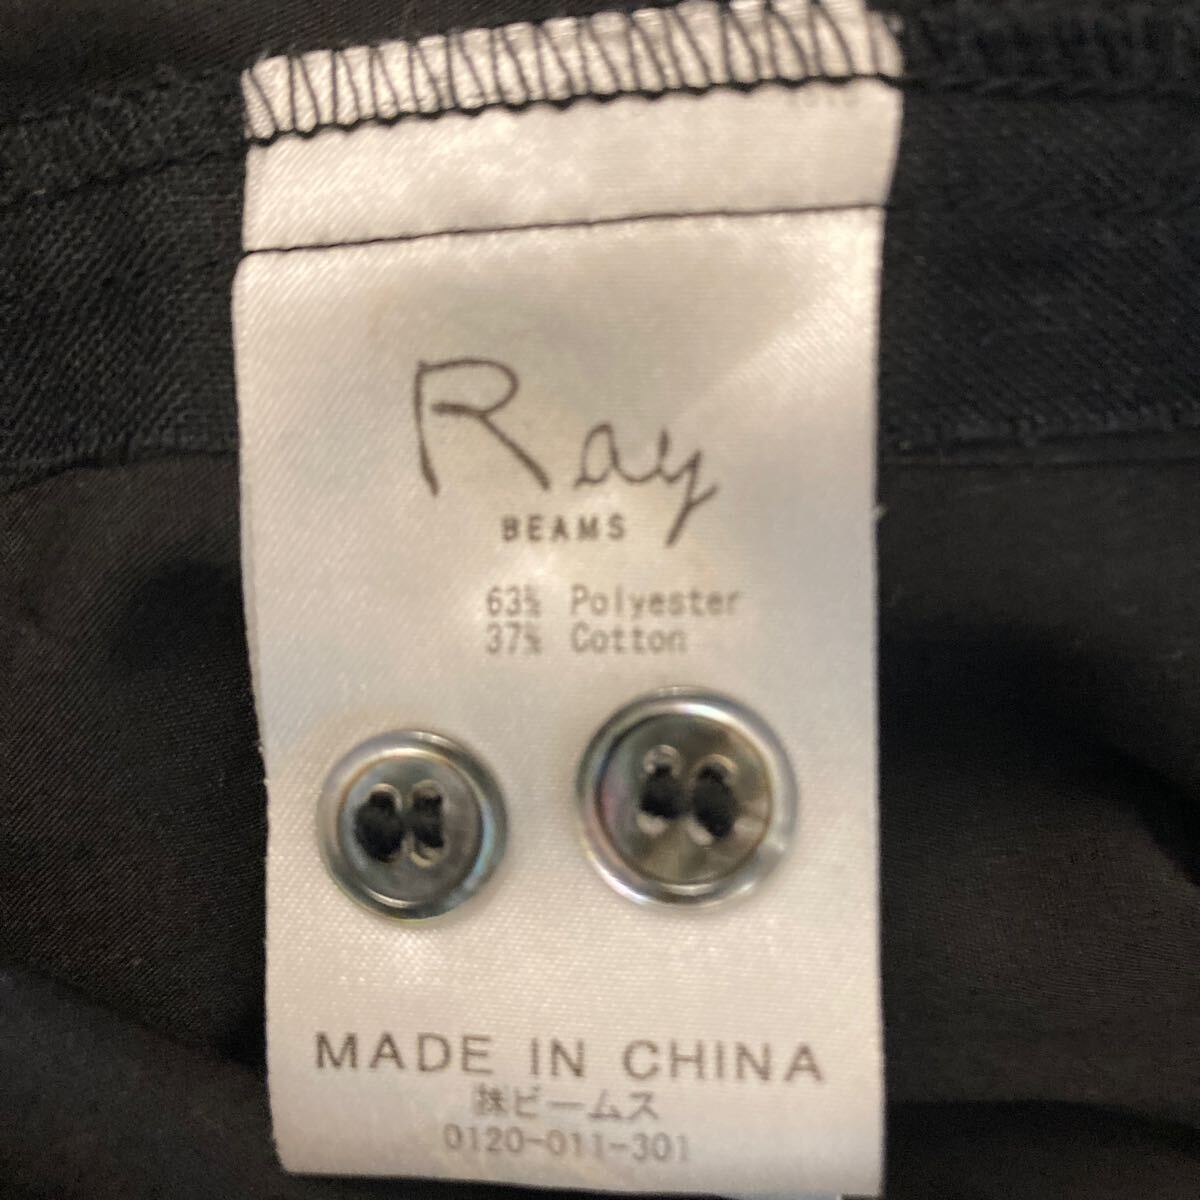 Ray
BEAMS
63% Polyester
37% Cotton
MADE IN CHINA
㈱ビームス
0120-011-301